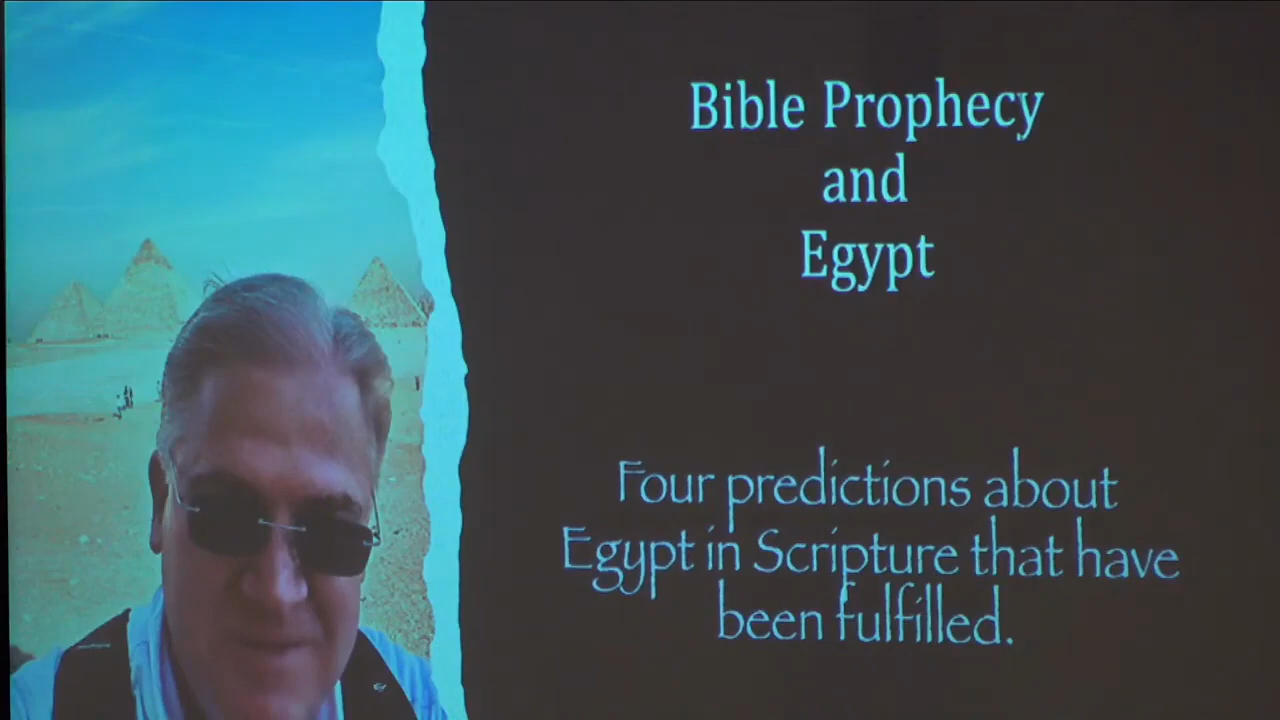 Bible Prophecy
and
Egypt
Four predictions about
Egypt in Scripture that have
been fulfilled.